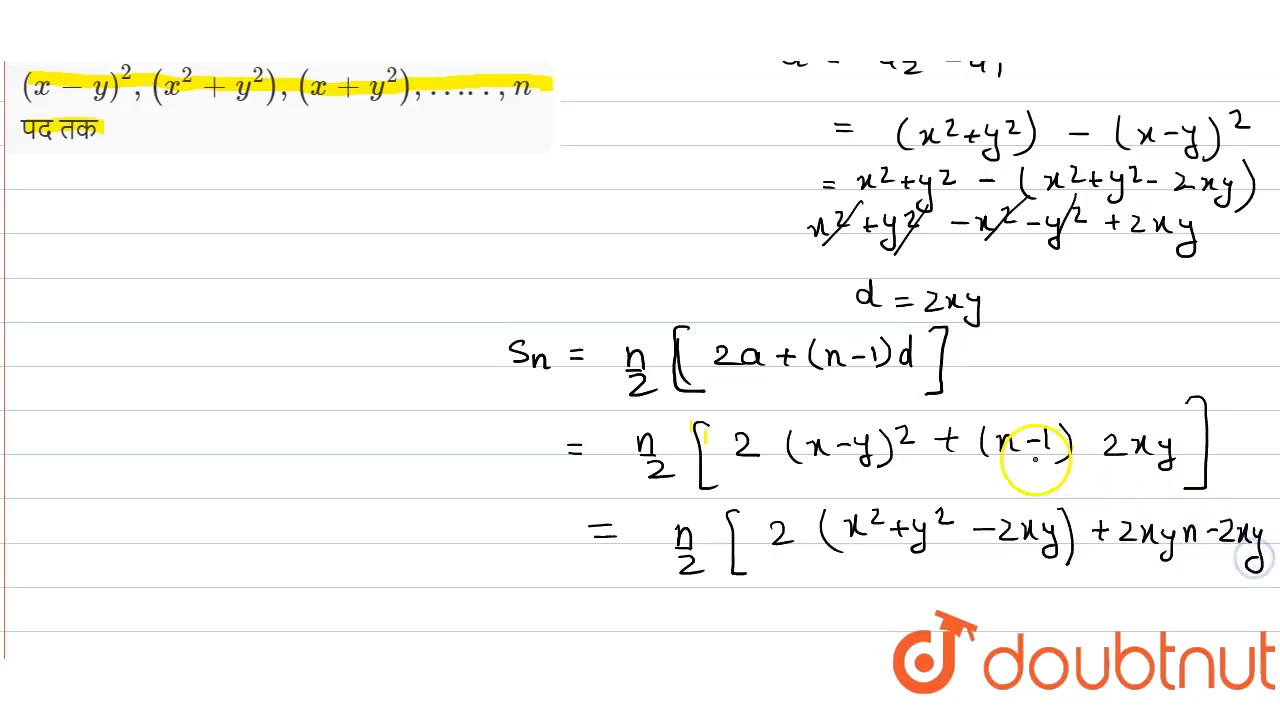 (x − y)², (x² + y²), (x + y²), ......, n
पद तक
= (x²+y²) − (x−y)²
= x²+y² − (x²+y²− 2xy)
x²+y² −x²−y² +2xy
d = 2xy
Sn = n/2 [ 2a + (n−1)d ]
= n/2 [ 2 (x−y)² + (n−1) 2xy ]
= n/2 [ 2 (x²+y² −2xy) + 2xyn −2xy
doubtnut